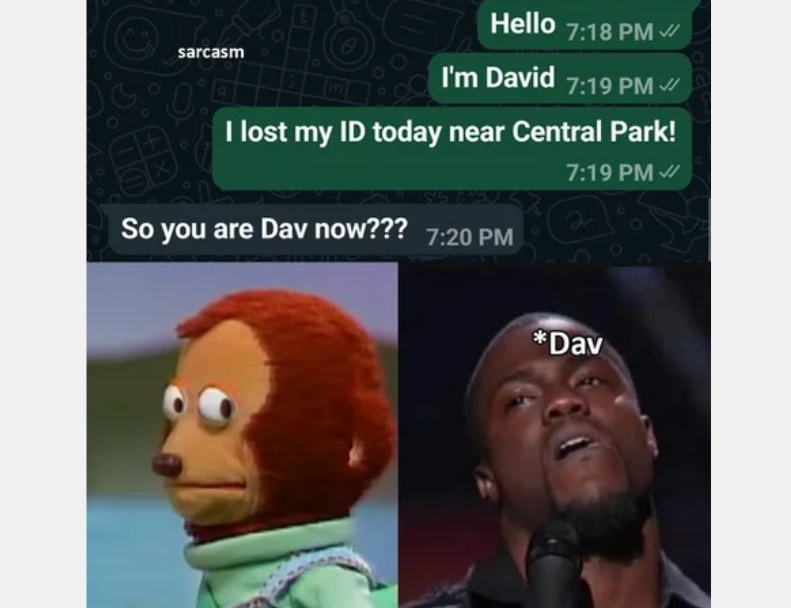 Hello 7:18 PM
sarcasm
I'm David 7:19 PM
I lost my ID today near Central Park!
7:19 PM
So you are Dav now??? 7:20 PM
*Dav